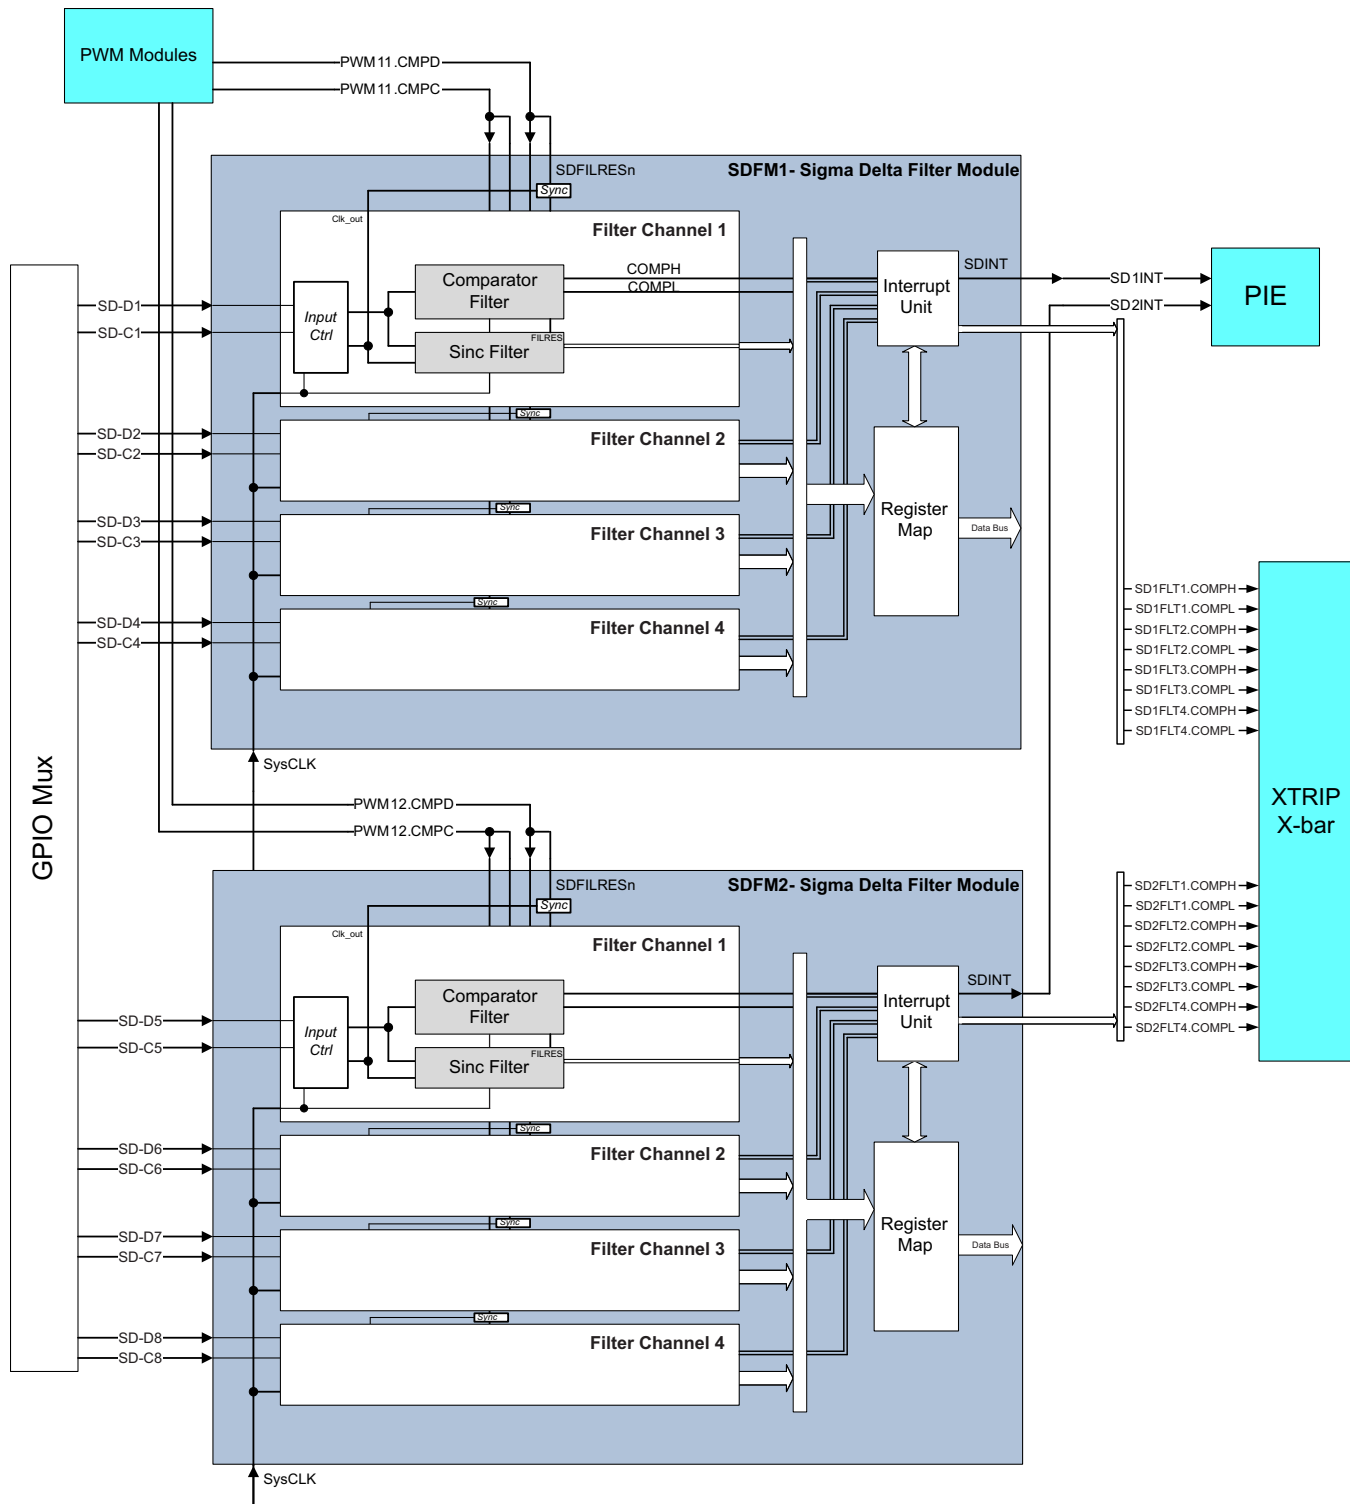 PWM Modules
PWM11.CMPD
PWM11.CMPC
SDFILRESn
SDFM1- Sigma Delta Filter Module
Sync
Clk_out
Filter Channel 1
Comparator
Filter
COMPH
COMPL
Input
Ctrl
FILRES
Sinc Filter
Interrupt
Unit
SDINT
SD1INT
SD2INT
PIE
SD-D1
SD-C1
Sync
SD-D2
SD-C2
Filter Channel 2
Sync
SD-D3
SD-C3
Filter Channel 3
Register
Map
Data Bus
Sync
SD-D4
SD-C4
Filter Channel 4
SD1FLT1.COMPH
SD1FLT1.COMPL
SD1FLT2.COMPH
SD1FLT2.COMPL
SD1FLT3.COMPH
SD1FLT3.COMPL
SD1FLT4.COMPH
SD1FLT4.COMPL
SysCLK
GPIO Mux
XTRIP
X-bar
PWM12.CMPD
PWM12.CMPC
SDFILRESn
SDFM2- Sigma Delta Filter Module
Sync
Clk_out
Filter Channel 1
Comparator
Filter
Input
Ctrl
FILRES
Sinc Filter
Interrupt
Unit
SDINT
SD2FLT1.COMPH
SD2FLT1.COMPL
SD2FLT2.COMPH
SD2FLT2.COMPL
SD2FLT3.COMPH
SD2FLT3.COMPL
SD2FLT4.COMPH
SD2FLT4.COMPL
SD-D5
SD-C5
Sync
SD-D6
SD-C6
Filter Channel 2
Sync
SD-D7
SD-C7
Filter Channel 3
Register
Map
Data Bus
Sync
SD-D8
SD-C8
Filter Channel 4
SysCLK